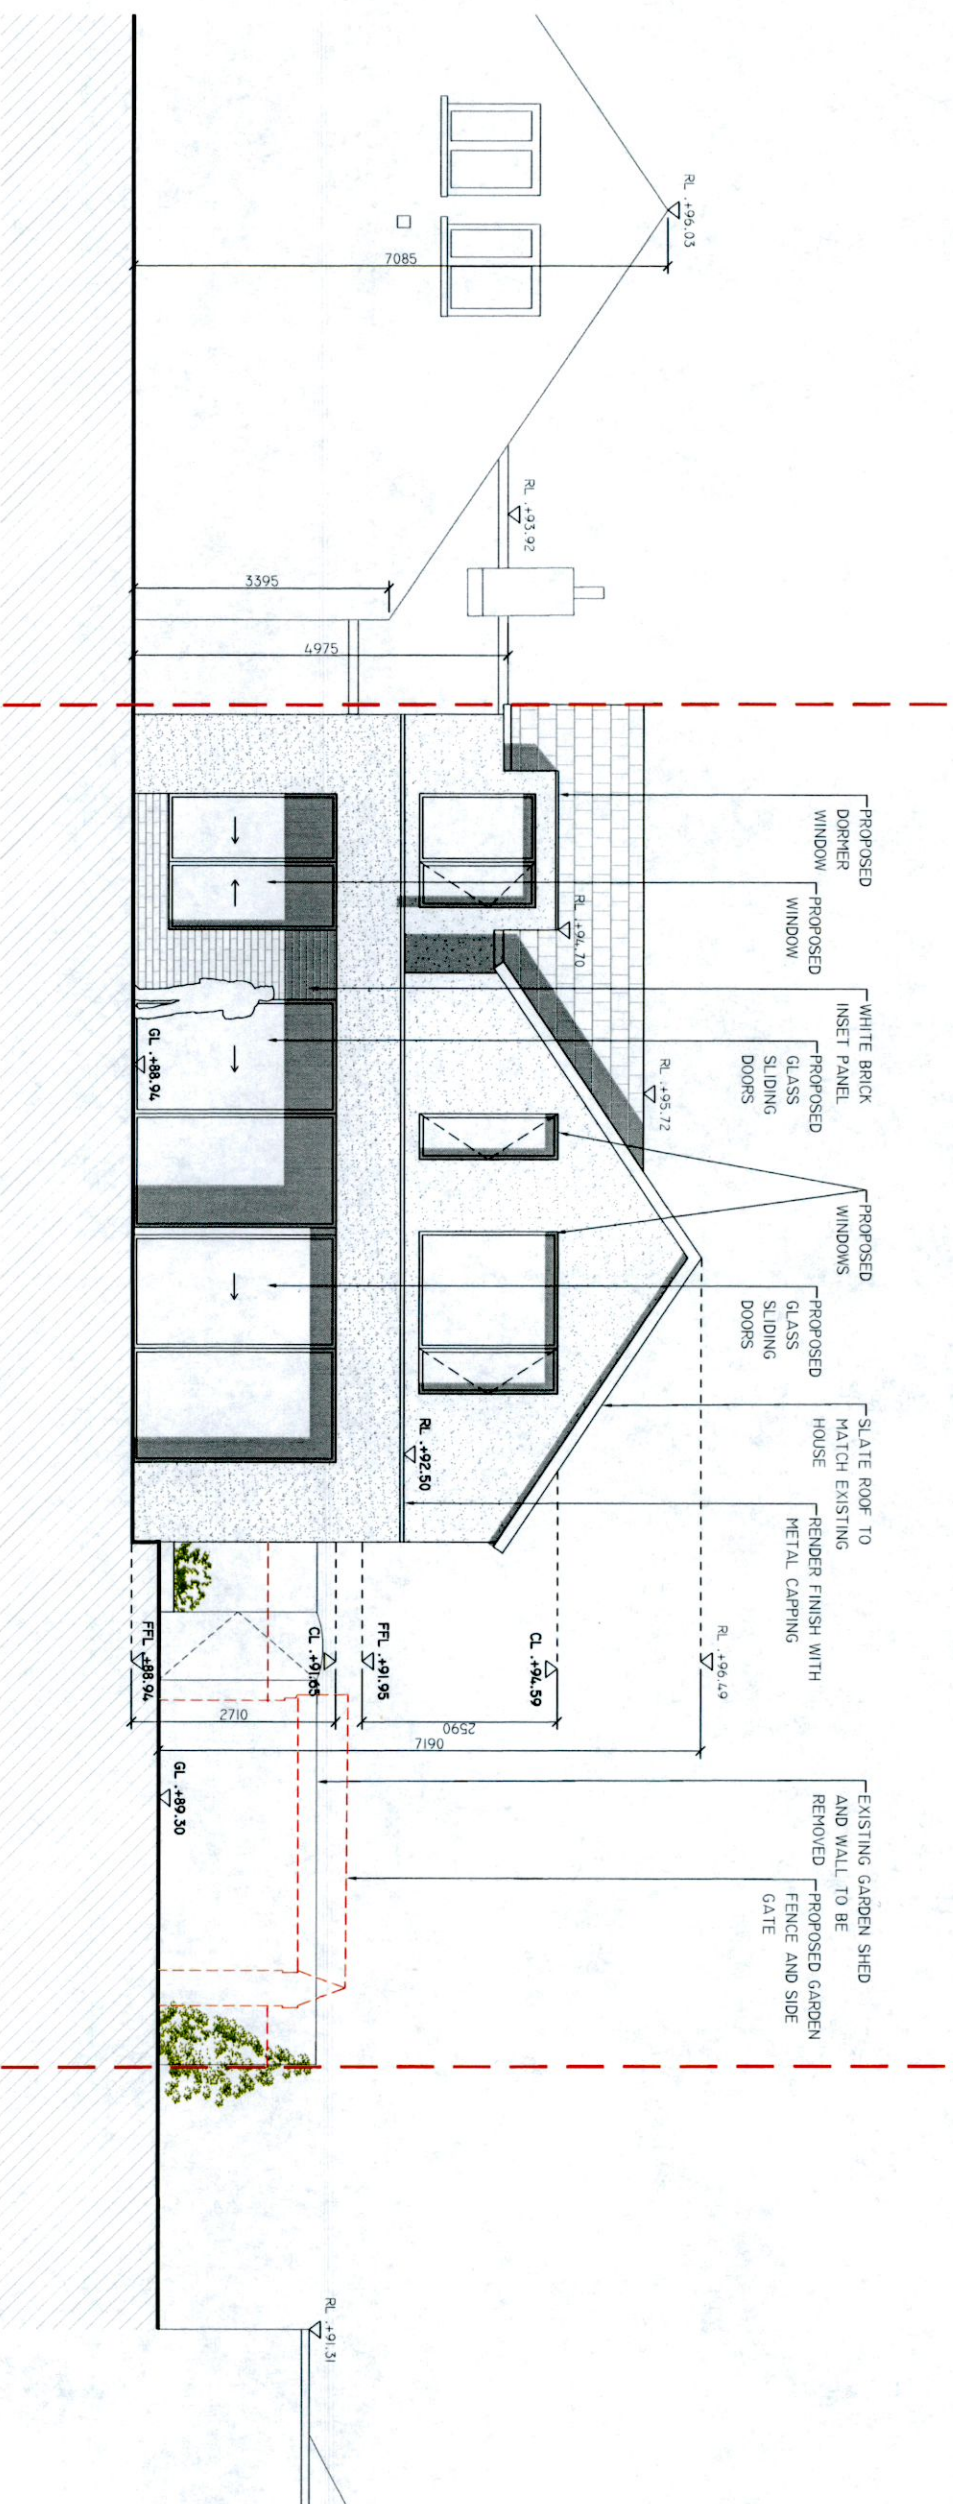 RL .+96.03
7085
RL .+93.92
3395
4975
PROPOSED
DORMER
WINDOW
PROPOSED
WINDOW
RL .+94.70
WHITE BRICK
INSET PANEL
PROPOSED
GLASS
SLIDING
DOORS
GL .+88.94
RL .+95.72
PROPOSED
WINDOWS
PROPOSED
GLASS
SLIDING
DOORS
SLATE ROOF TO
MATCH EXISTING
HOUSE
RL .+92.50
RENDER FINISH WITH
METAL CAPPING
RL .+96.49
CL .+94.59
FFL .+91.95
CL .+91.65
FFL .+88.94
2710
2590
7190
GL .+89.30
EXISTING GARDEN SHED
AND WALL TO BE
REMOVED
PROPOSED GARDEN
FENCE AND SIDE
GATE
RL .+91.31